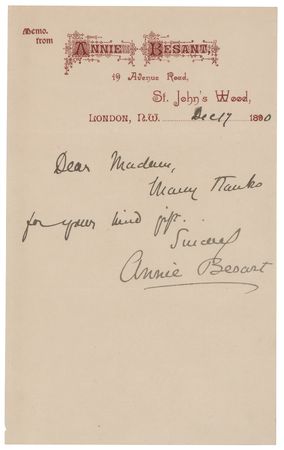 Memo.
from
ANNIE BESANT,
19 Avenue Road,
St. John's Wood,
LONDON, N.W. Dec 17 1890
Dear Madam,
Many thanks
for your kind gift.
Sincerely
Annie Besant